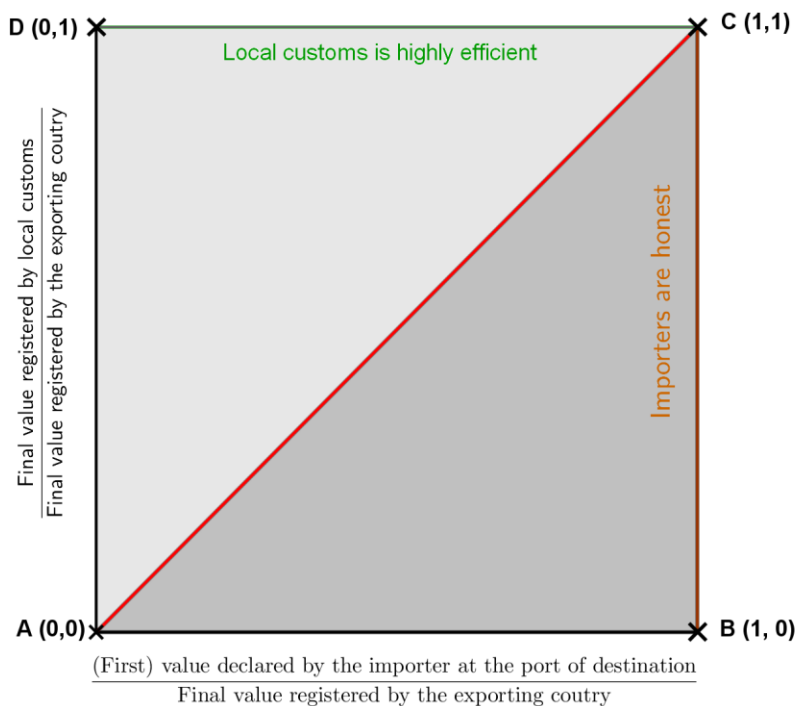 D (0,1)
C (1,1)
Local customs is highly efficient
Final value registered by local customs
Final value registered by the exporting coutry
Importers are honest
A (0,0)
B (1, 0)
(First) value declared by the importer at the port of destination
Final value registered by the exporting coutry